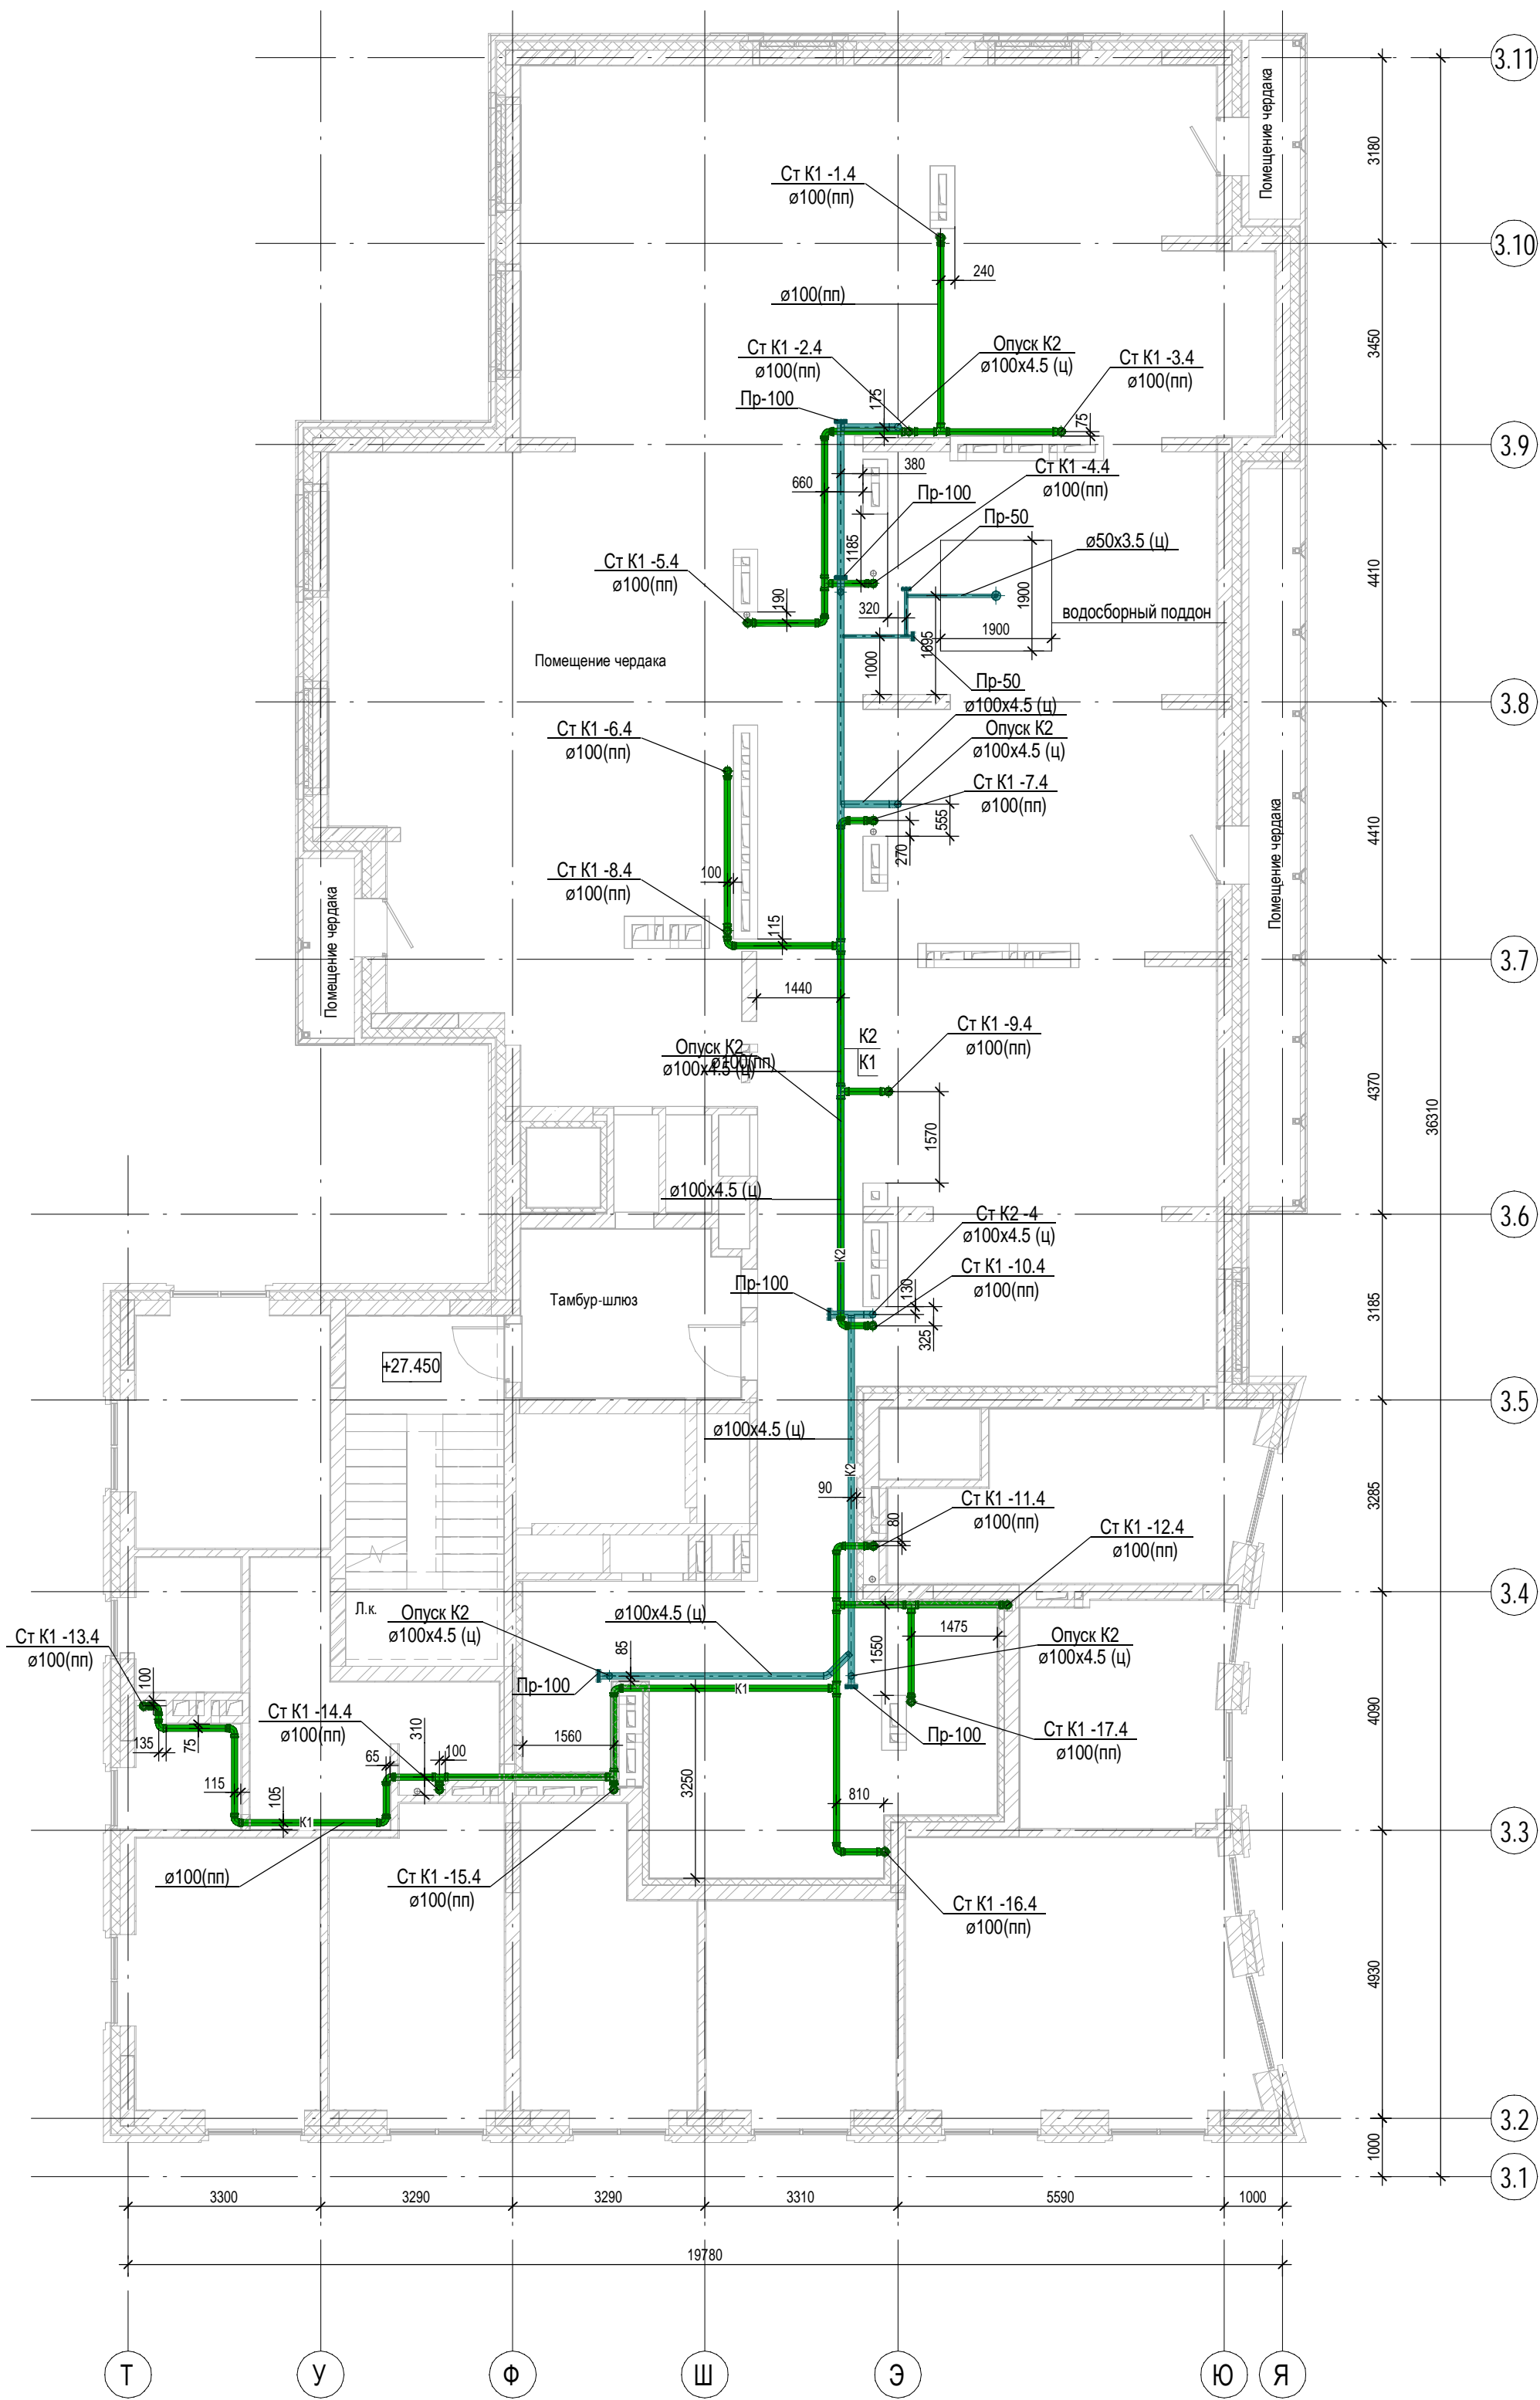 3.11
Помещение чердака
3180
Ст К1 -1.4
ø100(пп)
3.10
240
ø100(пп)
3450
Ст К1 -2.4
ø100(пп)
Опуск К2
ø100х4.5 (ц)
Ст К1 -3.4
ø100(пп)
Пр-100
175
75
3.9
380
660
Ст К1 -4.4
ø100(пп)
Пр-100
Пр-50
1185
ø50х3.5 (ц)
Ст К1 -5.4
ø100(пп)
4410
190
320
1900
1900
водосборный поддон
1000
1695
Помещение чердака
Пр-50
3.8
ø100х4.5 (ц)
Ст К1 -6.4
ø100(пп)
Опуск К2
ø100х4.5 (ц)
Ст К1 -7.4
ø100(пп)
555
270
4410
Помещение чердака
Ст К1 -8.4
ø100(пп)
100
115
Помещение чердака
3.7
1440
Опуск К2
ø100х4.5 (ц)
ø100(пп)
К2
К1
Ст К1 -9.4
ø100(пп)
4370
36310
1570
ø100х4.5 (ц)
3.6
Ст К2 -4
ø100х4.5 (ц)
К2
Ст К1 -10.4
ø100(пп)
Пр-100
130
325
3185
Тамбур-шлюз
+27.450
3.5
ø100х4.5 (ц)
К2
90
80
Ст К1 -11.4
ø100(пп)
3285
Ст К1 -12.4
ø100(пп)
3.4
Л.к.
Опуск К2
ø100х4.5 (ц)
ø100х4.5 (ц)
85
1550
1475
Опуск К2
ø100х4.5 (ц)
Ст К1 -13.4
ø100(пп)
100
Пр-100
К1
Ст К1 -14.4
ø100(пп)
Пр-100
Ст К1 -17.4
ø100(пп)
4090
135
75
310
100
1560
65
115
105
К1
3250
810
3.3
ø100(пп)
Ст К1 -15.4
ø100(пп)
Ст К1 -16.4
ø100(пп)
4930
3.2
1000
3.1
3300
3290
3290
3310
5590
1000
19780
Т
У
Ф
Ш
Э
Ю
Я